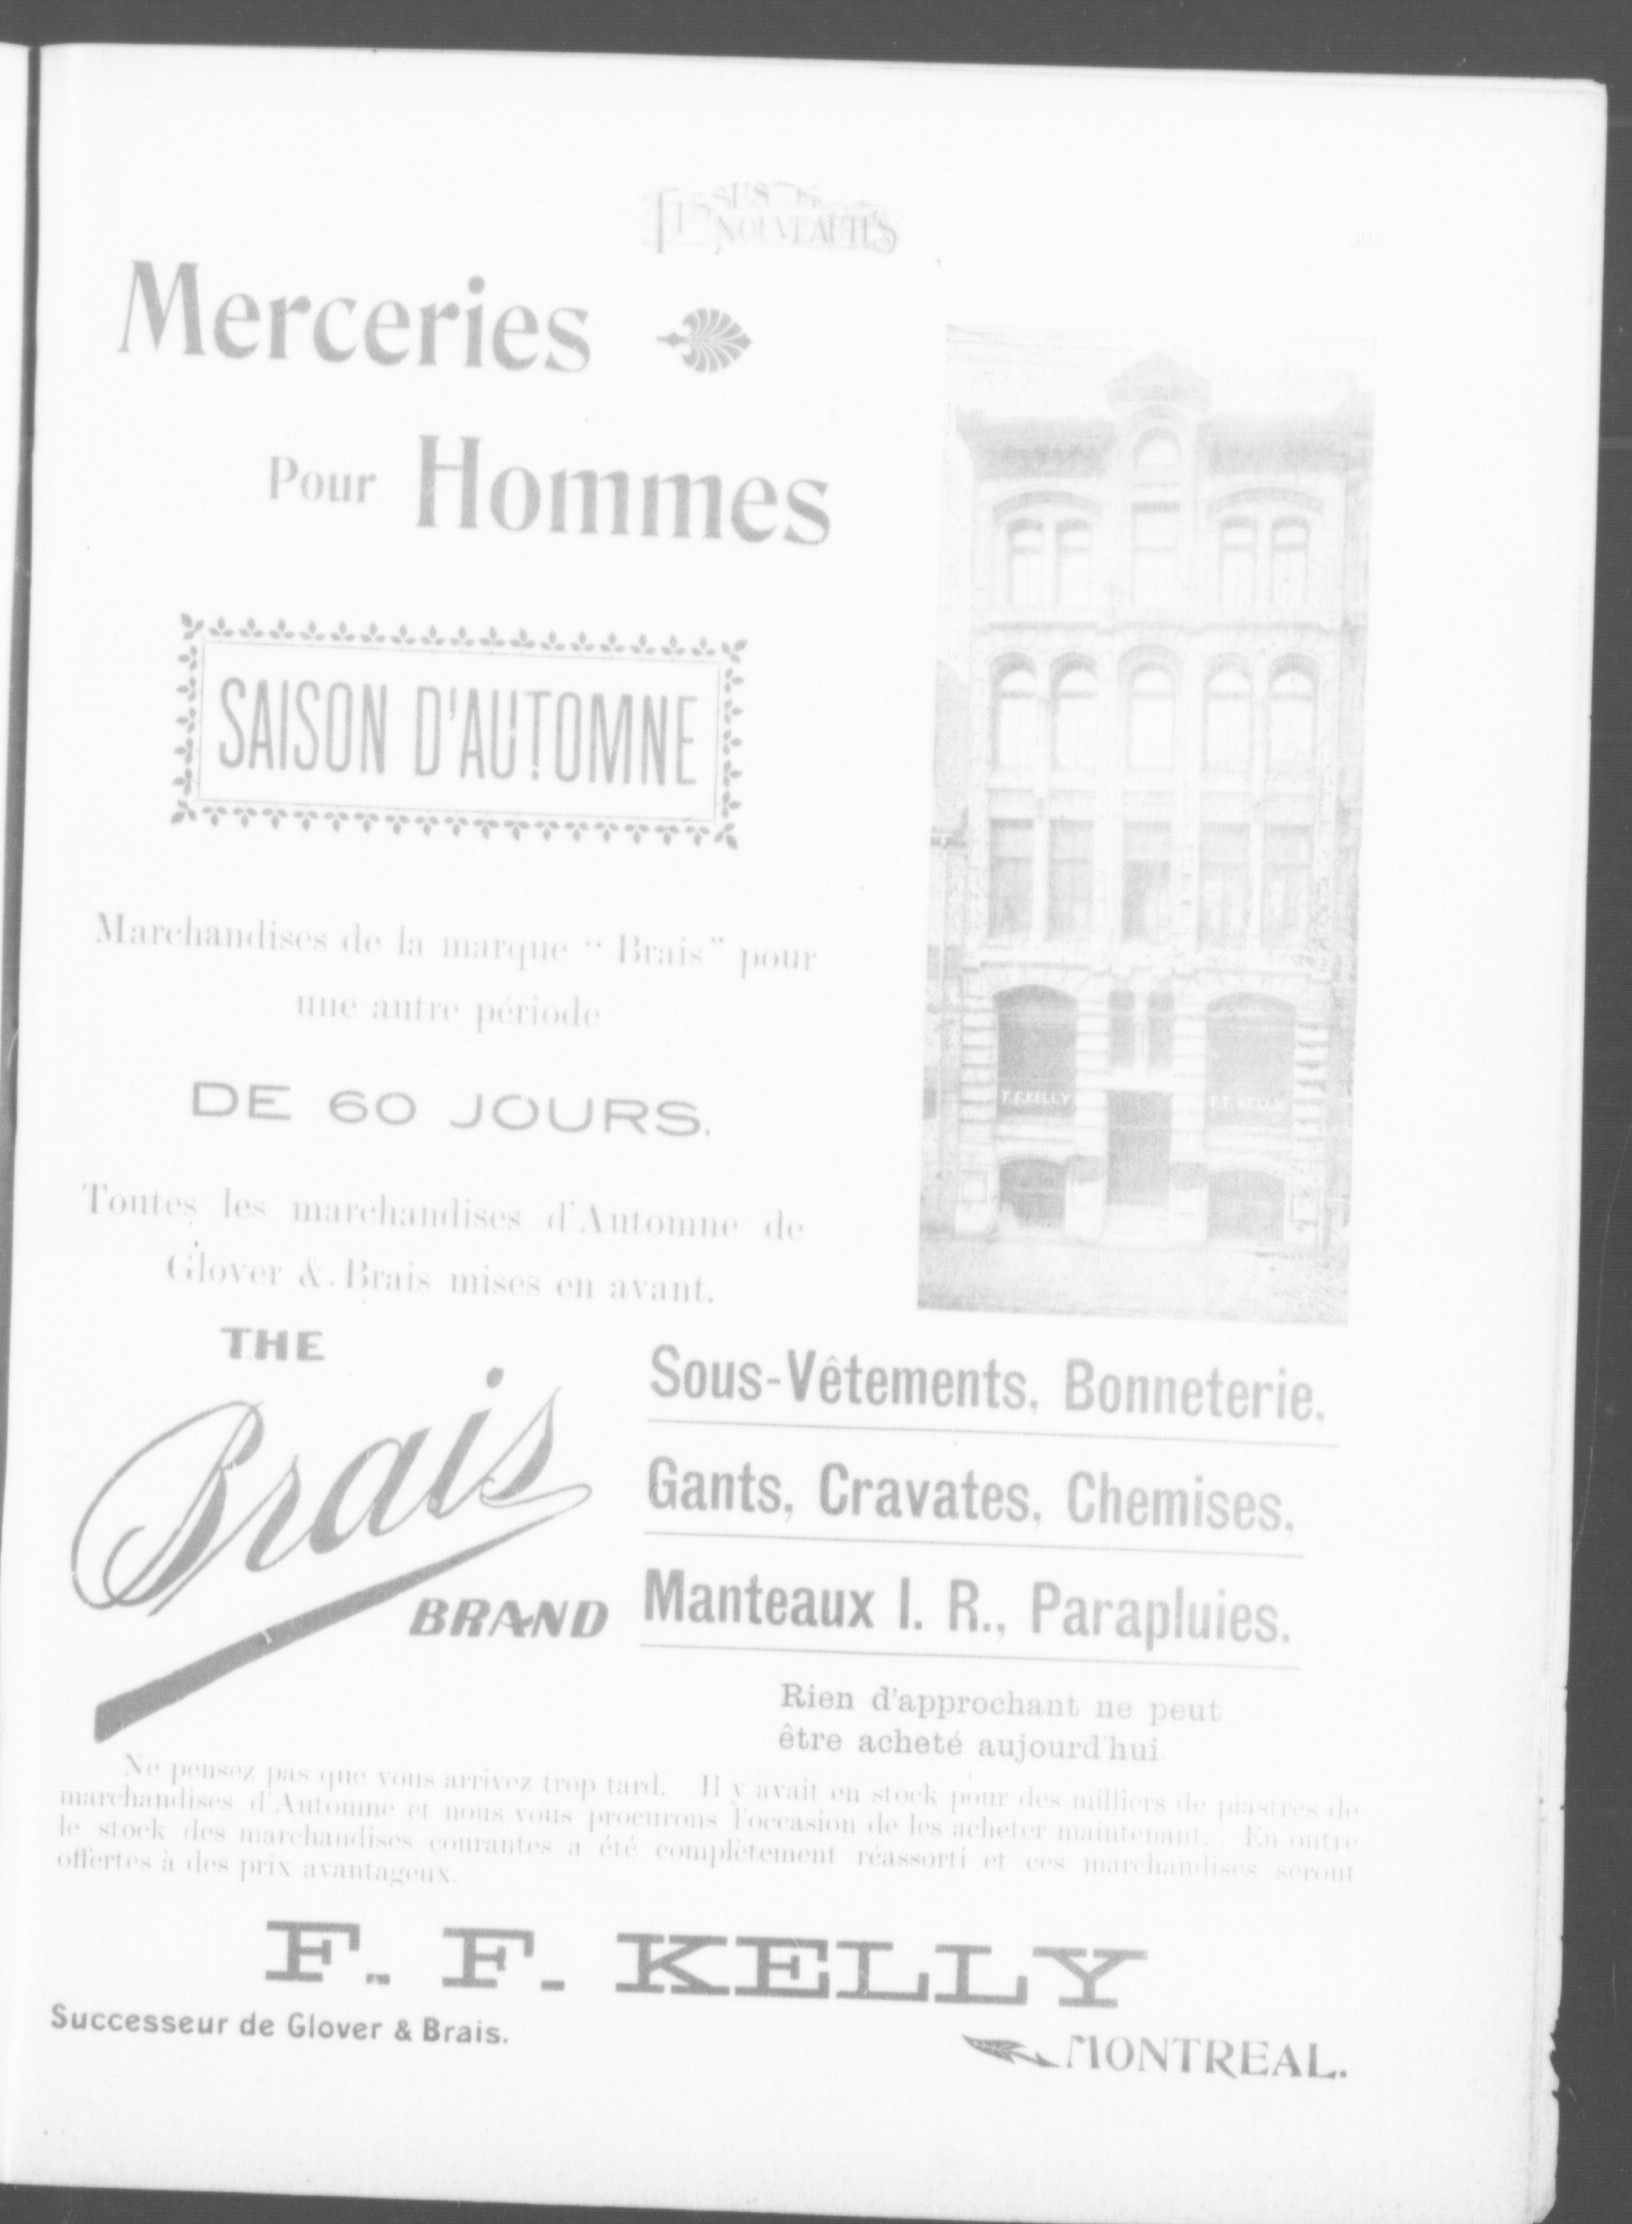 TISSUS ET
NOUVEAUTÉS
Merceries
Pour Hommes
SAISON D'AUTOMNE
Marchandises de la marque “ Brais” pour
une autre période
DE 60 JOURS.
Toutes les marchandises d'Automne de
Glover & Brais mises en avant.
F.F.KELLY F.F. KELLY
THE
Brais
BRAND
Sous-Vêtements, Bonneterie,
Gants, Cravates, Chemises,
Manteaux I. R., Parapluies.
Rien d'approchant ne peut
être acheté aujourd'hui
Ne pensez pas que vous arrivez trop tard. Il y avait en stock pour des milliers de piastres de
marchandises d'Automne et nous vous procurons l'occasion de les acheter maintenant. En outre
le stock des marchandises courantes a été complètement réassorti et ces marchandises seront
offertes à des prix avantageux.
F. F. KELLY
Successeur de Glover & Brais.
MONTREAL.